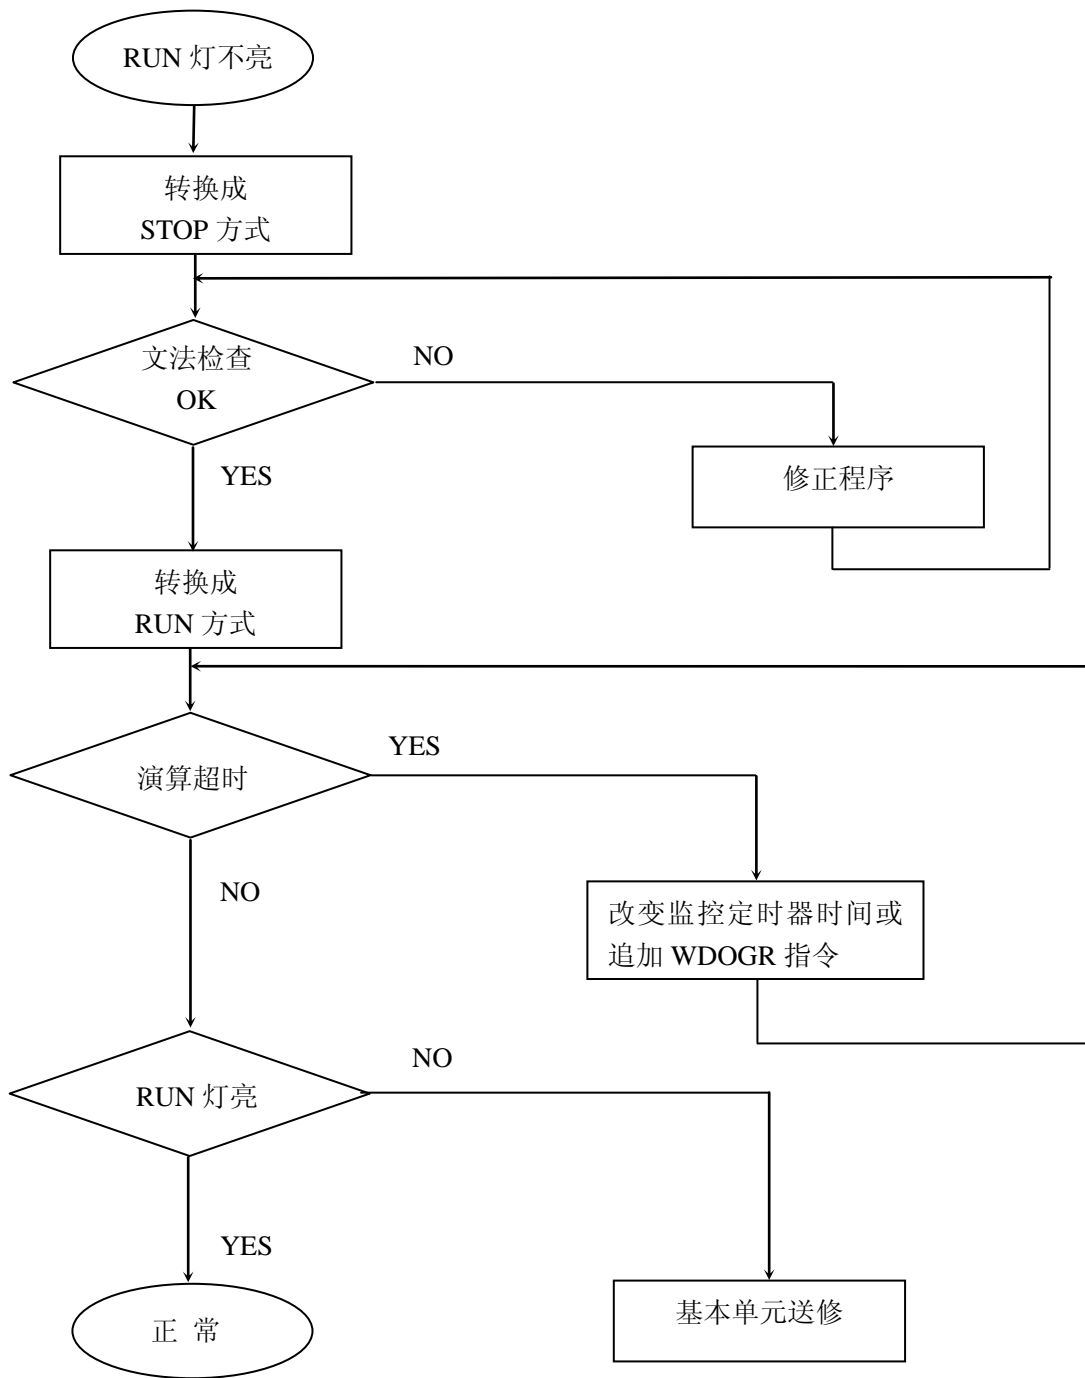 RUN 灯不亮
转换成
STOP 方式
文法检查
OK
NO
YES
修正程序
转换成
RUN 方式
演算超时
YES
NO
改变监控定时器时间或
追加 WDOGR 指令
RUN 灯亮
NO
YES
正 常
基本单元送修